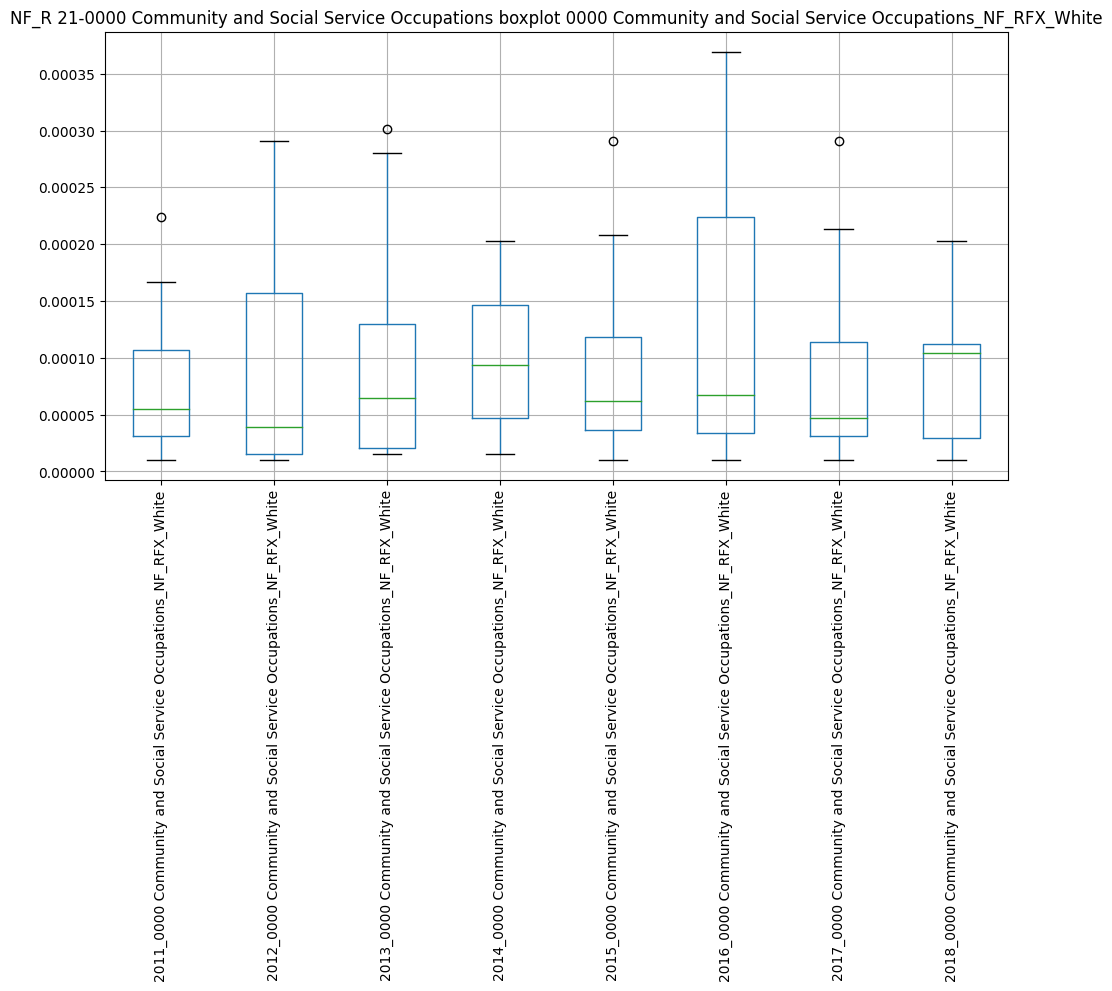 NF_R 21-0000 Community and Social Service Occupations boxplot 0000 Community and Social Service Occupations_NF_RFX_White
0.00035
0.00030
0.00025
0.00020
0.00015
0.00010
0.00005
0.00000
2011_0000 Community and Social Service Occupations_NF_RFX_White
2012_0000 Community and Social Service Occupations_NF_RFX_White
2013_0000 Community and Social Service Occupations_NF_RFX_White
2014_0000 Community and Social Service Occupations_NF_RFX_White
2015_0000 Community and Social Service Occupations_NF_RFX_White
2016_0000 Community and Social Service Occupations_NF_RFX_White
2017_0000 Community and Social Service Occupations_NF_RFX_White
2018_0000 Community and Social Service Occupations_NF_RFX_White